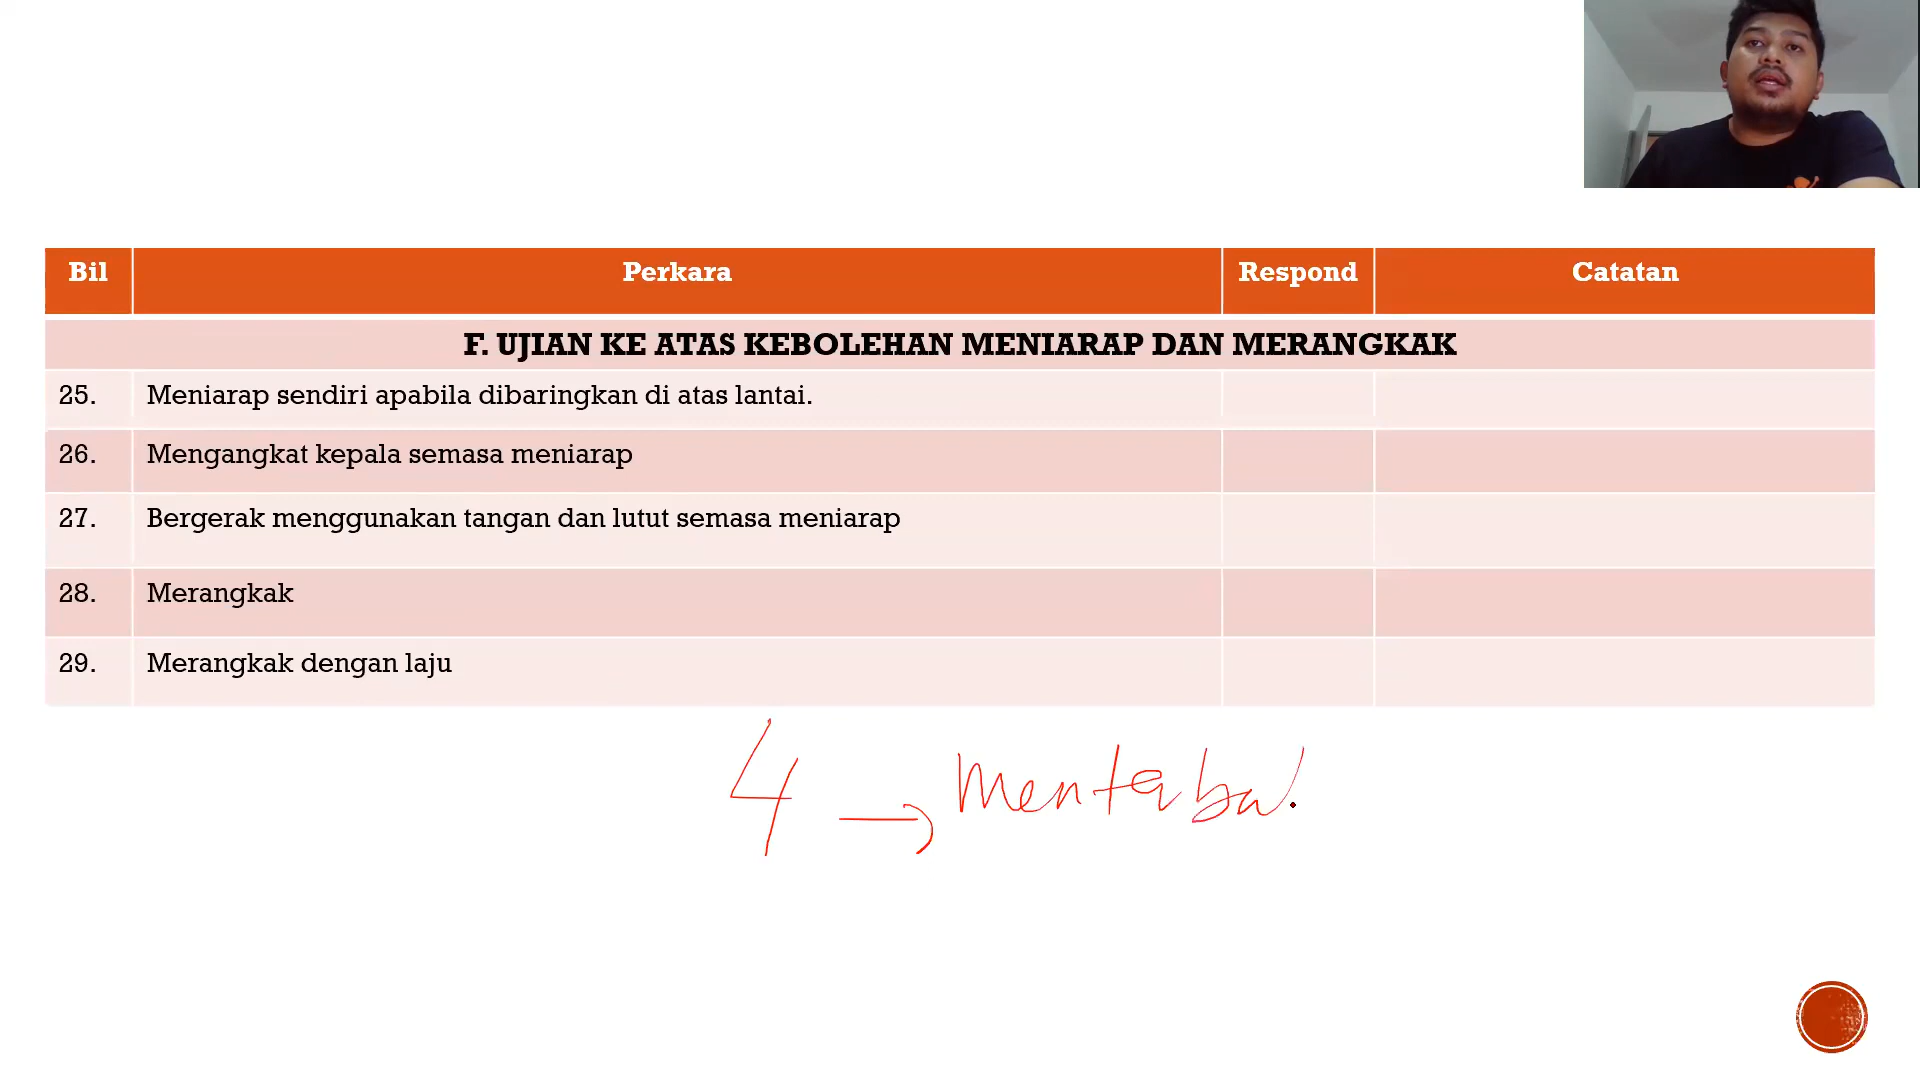 Bil Perkara Respond Catatan
F. UJIAN KE ATAS KEBOLEHAN MENIARAP DAN MERANGKAK
25. Meniarap sendiri apabila dibaringkan di atas lantai.
26. Mengangkat kepala semasa meniarap
27. Bergerak menggunakan tangan dan lutut semasa meniarap
28. Merangkak
29. Merangkak dengan laju
4 →